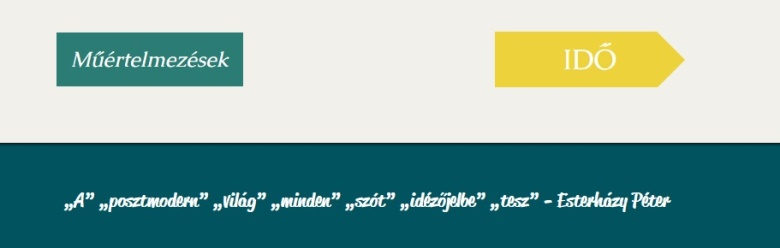 Műértelmezések
IDŐ
„A” „posztmodern” „világ” „minden” „szót” „idézőjelbe” „tesz” - Esterházy Péter